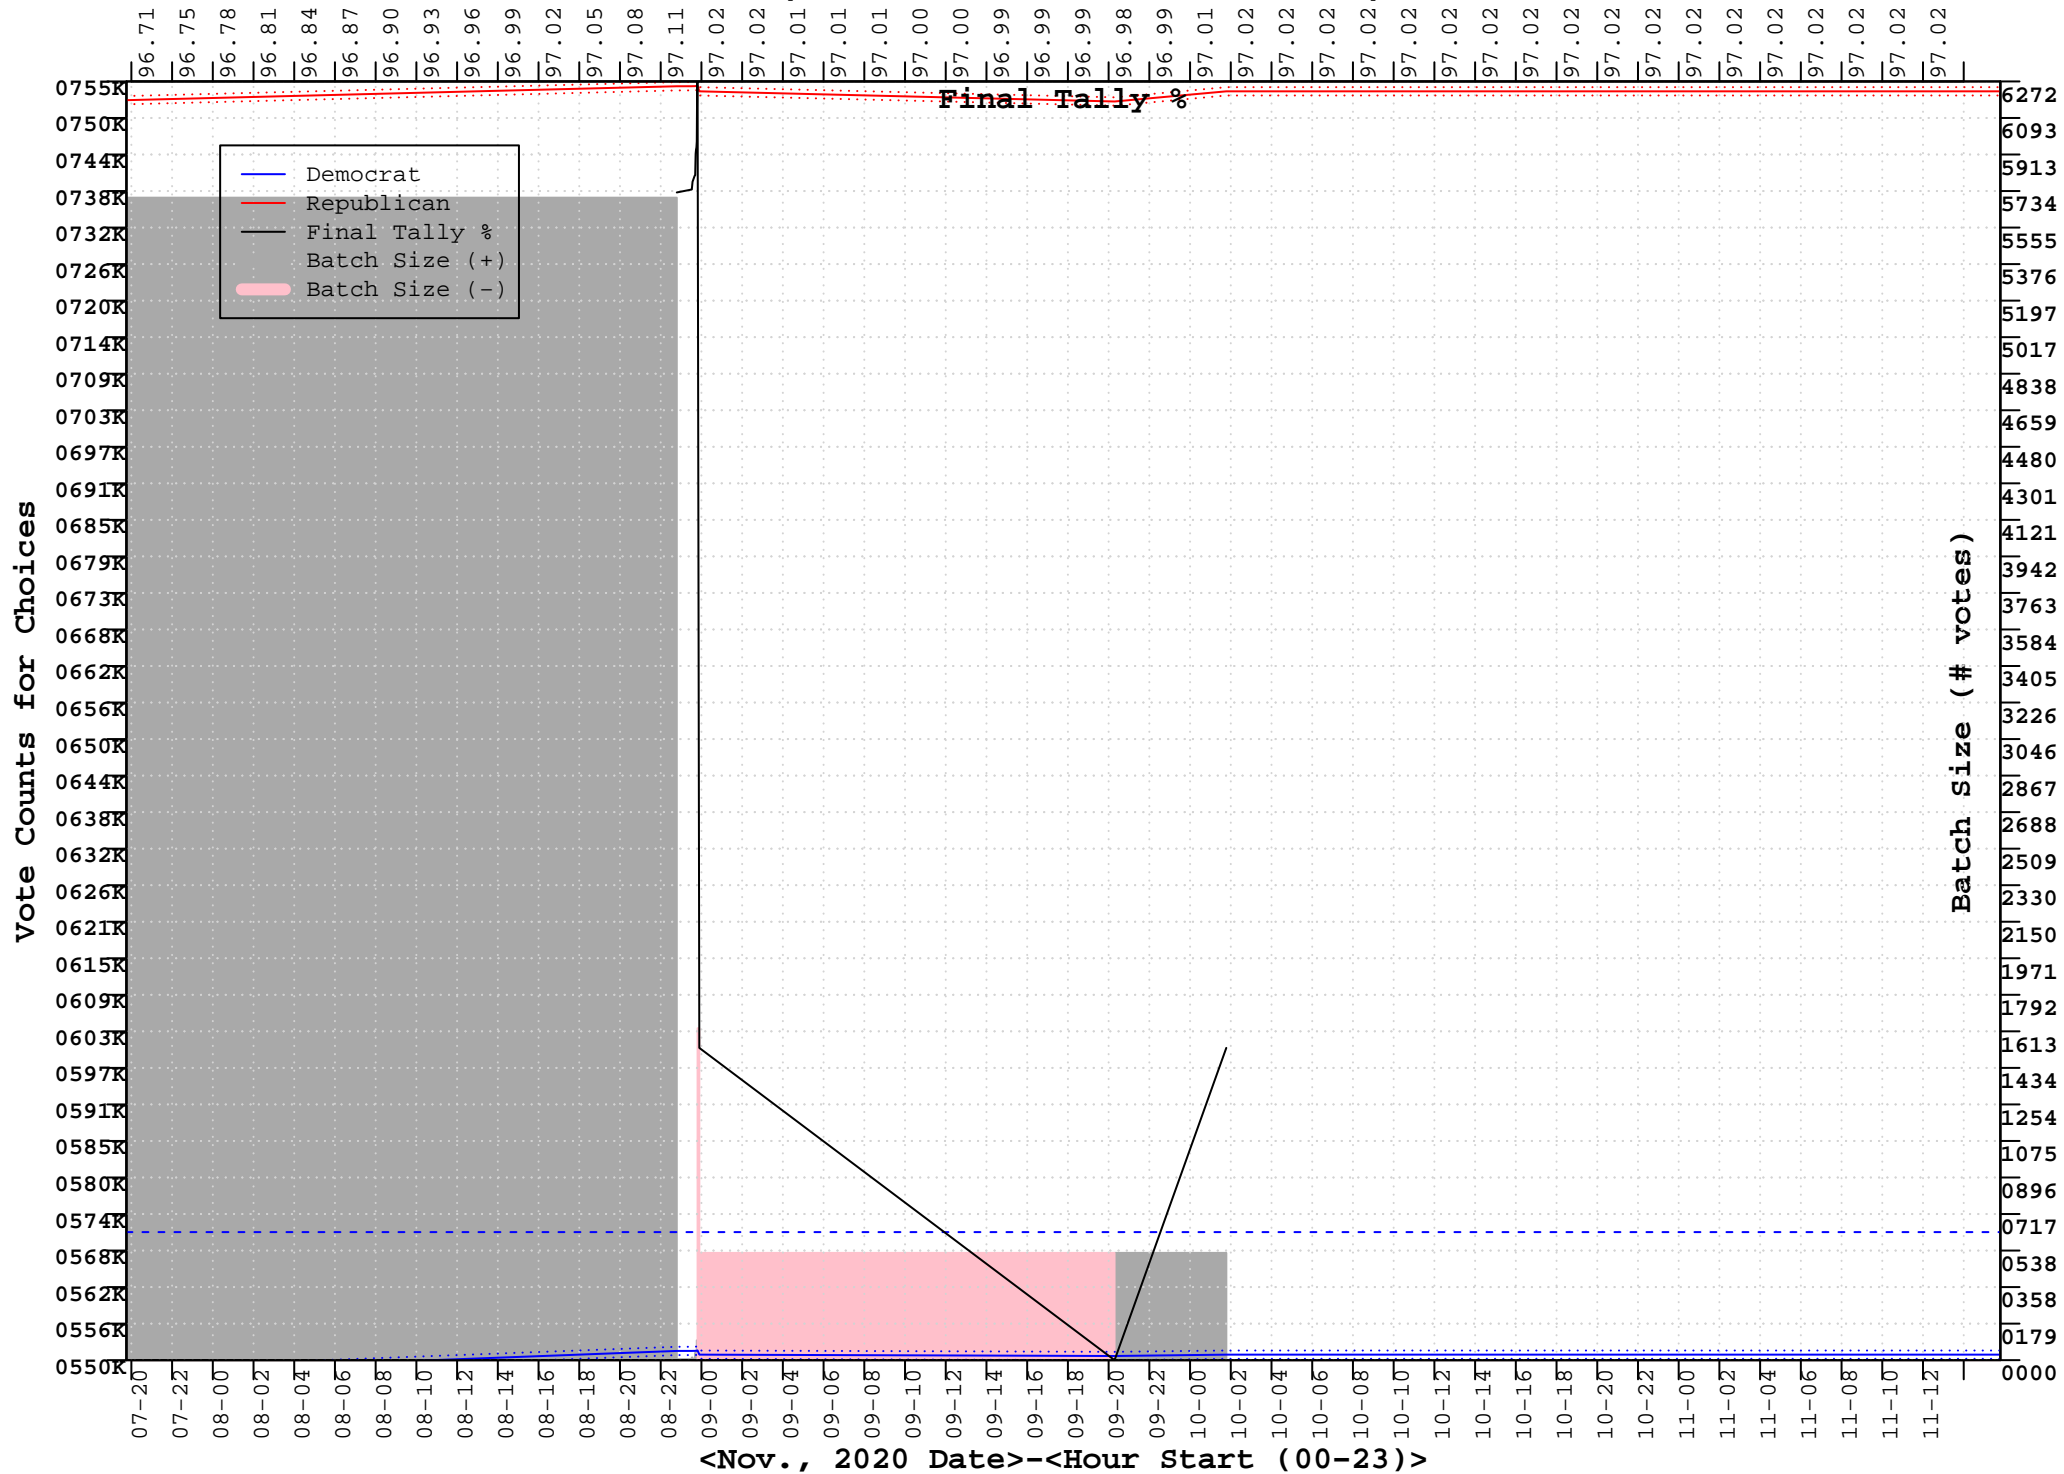 96.71 96.75 96.78 96.81 96.84 96.87 96.90 96.93 96.96 96.99 97.02 97.05 97.08 97.11 97.02 97.02 97.01 97.01 97.01 97.00 97.00 96.99 96.99 96.99 96.98 96.99 97.01 97.02 97.02 97.02 97.02 97.02 97.02 97.02 97.02 97.02 97.02 97.02 97.02 97.02 97.02 97.02 97.02 97.02 97.02
Final Tally %
Democrat
Republican
Final Tally %
Batch Size (+)
Batch Size (-)
Vote Counts for Choices
0755K
0750K
0744K
0738K
0732K
0726K
0720K
0714K
0709K
0703K
0697K
0691K
0685K
0679K
0673K
0668K
0662K
0656K
0650K
0644K
0638K
0632K
0626K
0621K
0615K
0609K
0603K
0597K
0591K
0585K
0580K
0574K
0568K
0562K
0556K
0550K
Batch Size (# votes)
6272
6093
5913
5734
5555
5376
5197
5017
4838
4659
4480
4301
4121
3942
3763
3584
3405
3226
3046
2867
2688
2509
2330
2150
1971
1792
1613
1434
1254
1075
0896
0717
0538
0358
0179
0000
07-20 07-22 08-00 08-02 08-04 08-06 08-08 08-10 08-12 08-14 08-16 08-18 08-20 08-22 09-00 09-02 09-04 09-06 09-08 09-10 09-12 09-14 09-16 09-18 09-20 09-22 10-00 10-02 10-04 10-06 10-08 10-10 10-12 10-14 10-16 10-18 10-20 10-22 11-00 11-02 11-04 11-06 11-08 11-10 11-12
<Nov., 2020 Date>-<Hour Start (00-23)>